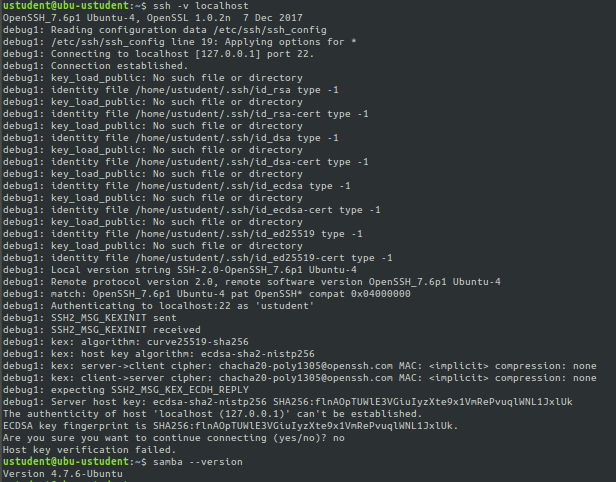 ustudent@ubu-ustudent:~$ ssh -v localhost
OpenSSH_7.6p1 Ubuntu-4, OpenSSL 1.0.2n  7 Dec 2017
debug1: Reading configuration data /etc/ssh/ssh_config
debug1: /etc/ssh/ssh_config line 19: Applying options for *
debug1: Connecting to localhost [127.0.0.1] port 22.
debug1: Connection established.
debug1: key_load_public: No such file or directory
debug1: identity file /home/ustudent/.ssh/id_rsa type -1
debug1: key_load_public: No such file or directory
debug1: identity file /home/ustudent/.ssh/id_rsa-cert type -1
debug1: key_load_public: No such file or directory
debug1: identity file /home/ustudent/.ssh/id_dsa type -1
debug1: key_load_public: No such file or directory
debug1: identity file /home/ustudent/.ssh/id_dsa-cert type -1
debug1: key_load_public: No such file or directory
debug1: identity file /home/ustudent/.ssh/id_ecdsa type -1
debug1: key_load_public: No such file or directory
debug1: identity file /home/ustudent/.ssh/id_ecdsa-cert type -1
debug1: key_load_public: No such file or directory
debug1: identity file /home/ustudent/.ssh/id_ed25519 type -1
debug1: key_load_public: No such file or directory
debug1: identity file /home/ustudent/.ssh/id_ed25519-cert type -1
debug1: Local version string SSH-2.0-OpenSSH_7.6p1 Ubuntu-4
debug1: Remote protocol version 2.0, remote software version OpenSSH_7.6p1 Ubuntu-4
debug1: match: OpenSSH_7.6p1 Ubuntu-4 pat OpenSSH* compat 0x04000000
debug1: Authenticating to localhost:22 as 'ustudent'
debug1: SSH2_MSG_KEXINIT sent
debug1: SSH2_MSG_KEXINIT received
debug1: kex: algorithm: curve25519-sha256
debug1: kex: host key algorithm: ecdsa-sha2-nistp256
debug1: kex: server->client cipher: chacha20-poly1305@openssh.com MAC: <implicit> compression: none
debug1: kex: client->server cipher: chacha20-poly1305@openssh.com MAC: <implicit> compression: none
debug1: expecting SSH2_MSG_KEX_ECDH_REPLY
debug1: Server host key: ecdsa-sha2-nistp256 SHA256:flnAOpTUWlE3VGiuIyzXte9x1VmRePvuqlWNL1JxlUk
The authenticity of host 'localhost (127.0.0.1)' can't be established.
ECDSA key fingerprint is SHA256:flnAOpTUWlE3VGiuIyzXte9x1VmRePvuqlWNL1JxlUk.
Are you sure you want to continue connecting (yes/no)? no
Host key verification failed.
ustudent@ubu-ustudent:~$ samba --version
Version 4.7.6-Ubuntu